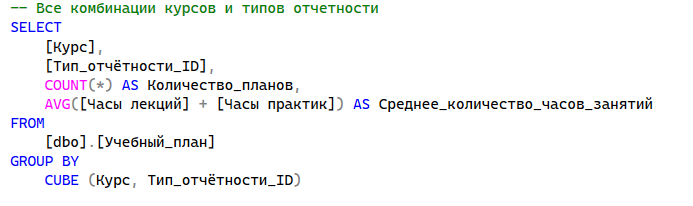 -- Все комбинации курсов и типов отчетности
SELECT
    [Курс],
    [Тип_отчётности_ID],
    COUNT(*) AS Количество_планов,
    AVG([Часы лекций] + [Часы практик]) AS Среднее_количество_часов_занятий
FROM
    [dbo].[Учебный_план]
GROUP BY
    CUBE (Курс, Тип_отчётности_ID)